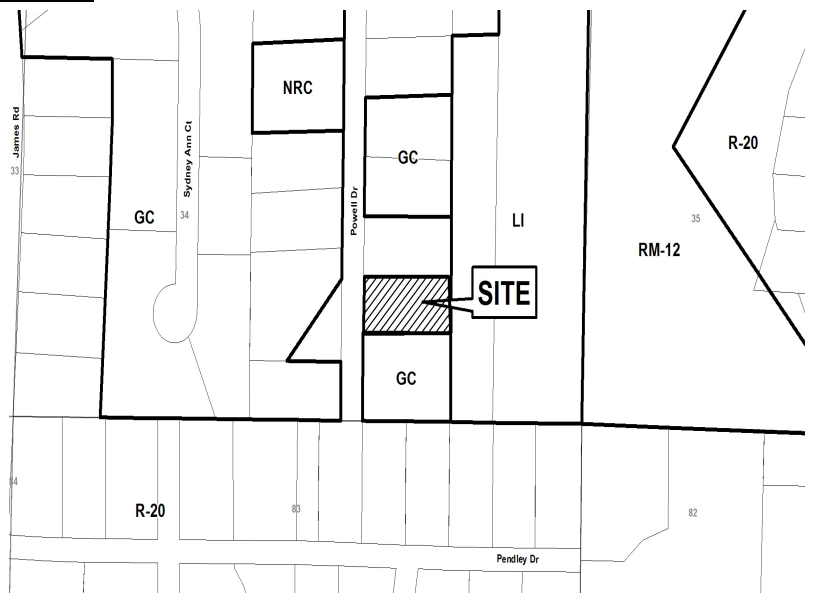 NRC
James Rd
Sydney Ann Ct
R-20
GC
33
Powell Dr
GC
34
LI
35
RM-12
SITE
GC
R-20
83
82
Pendley Dr